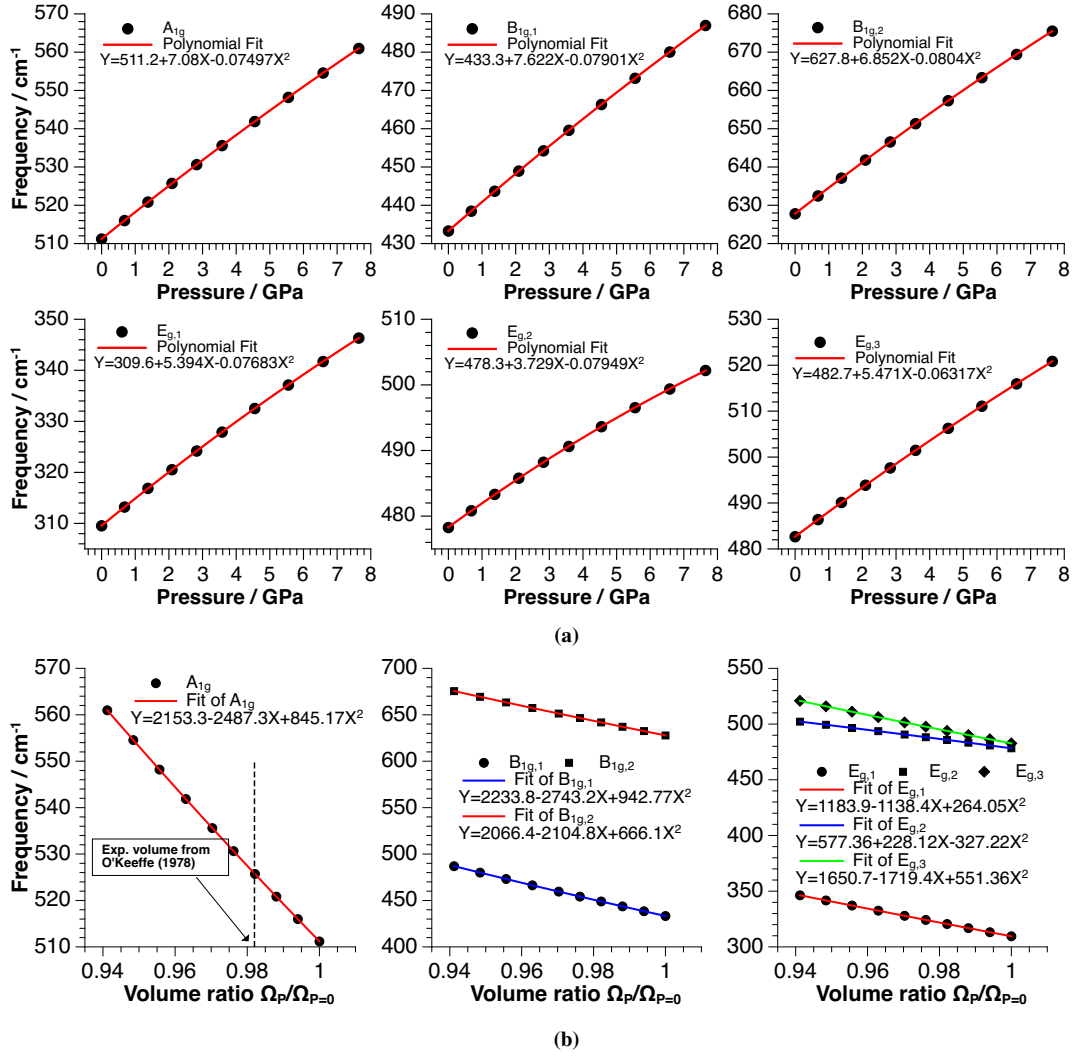 Frequency / cm⁻¹
570
560
550
540
530
520
510
A₁g
Polynomial Fit
Y=511.2+7.08X-0.07497X²
0 1 2 3 4 5 6 7 8
Pressure / GPa
490
480
470
460
450
440
430
B₁g,₁
Polynomial Fit
Y=433.3+7.622X-0.07901X²
0 1 2 3 4 5 6 7 8
Pressure / GPa
680
670
660
650
640
630
620
B₁g,₂
Polynomial Fit
Y=627.8+6.852X-0.0804X²
0 1 2 3 4 5 6 7 8
Pressure / GPa
Frequency / cm⁻¹
350
340
330
320
310
Eg,₁
Polynomial Fit
Y=309.6+5.394X-0.07683X²
0 1 2 3 4 5 6 7 8
Pressure / GPa
510
500
490
480
Eg,₂
Polynomial Fit
Y=478.3+3.729X-0.07949X²
0 1 2 3 4 5 6 7 8
Pressure / GPa
530
520
510
500
490
480
Eg,₃
Polynomial Fit
Y=482.7+5.471X-0.06317X²
0 1 2 3 4 5 6 7 8
Pressure / GPa
(a)
Frequency / cm⁻¹
570
560
550
540
530
520
510
A₁g
Fit of A₁g
Y=2153.3-2487.3X+845.17X²
Exp. volume from
O'Keeffe (1978)
0.94 0.96 0.98 1
Volume ratio Ωₚ/Ωₚ₌₀
700
650
600
550
500
450
400
B₁g,₁ B₁g,₂
Fit of B₁g,₁
Y=2233.8-2743.2X+942.77X²
Fit of B₁g,₂
Y=2066.4-2104.8X+666.1X²
0.94 0.96 0.98 1
Volume ratio Ωₚ/Ωₚ₌₀
550
500
450
400
350
300
Eg,₁ Eg,₂ Eg,₃
Fit of Eg,₁
Y=1183.9-1138.4X+264.05X²
Fit of Eg,₂
Y=577.36+228.12X-327.22X²
Fit of Eg,₃
Y=1650.7-1719.4X+551.36X²
0.94 0.96 0.98 1
Volume ratio Ωₚ/Ωₚ₌₀
(b)